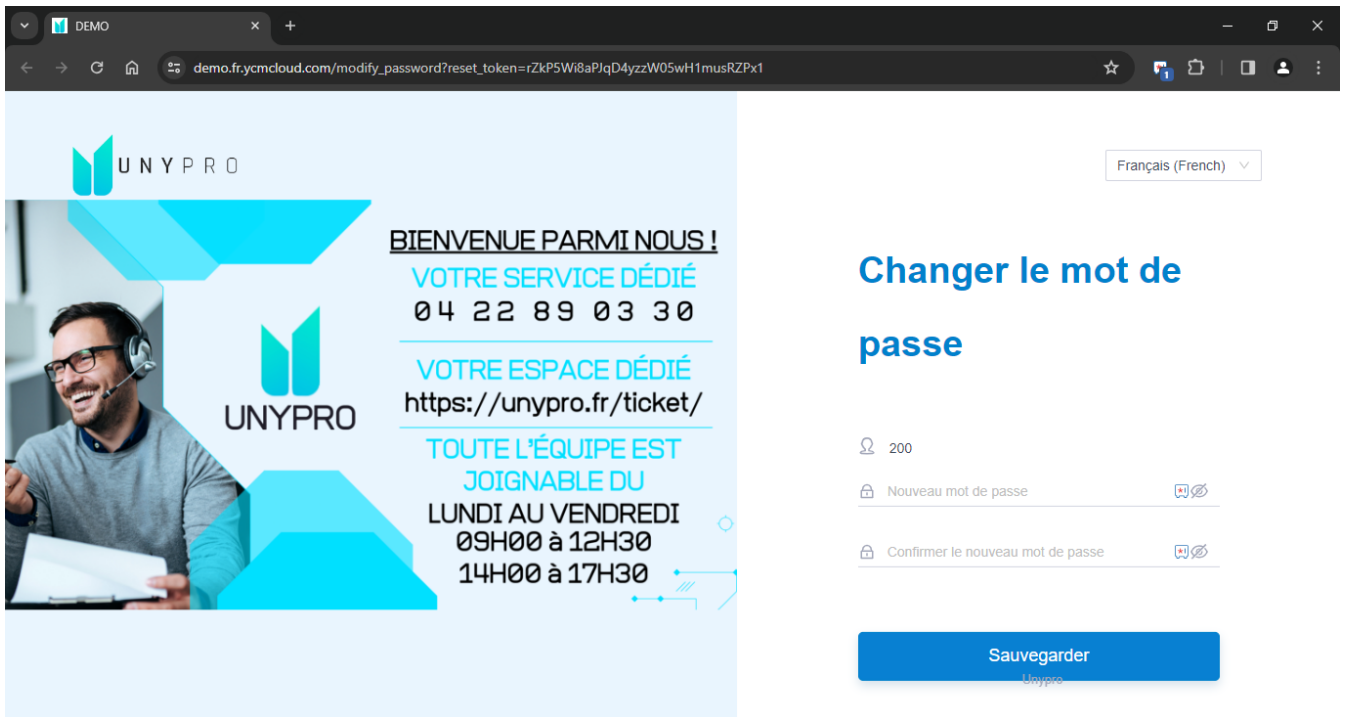 DEMO
demo.fr.ycmcloud.com/modify_password?reset_token=rZkP5Wi8aPJqD4yzzW05wH1musRZPx1
1
UNYPRO
BIENVENUE PARMI NOUS !
VOTRE SERVICE DÉDIÉ
04 22 89 03 30
VOTRE ESPACE DÉDIÉ
https://unypro.fr/ticket/
UNYPRO
TOUTE L'ÉQUIPE EST
JOIGNABLE DU
LUNDI AU VENDREDI
09H00 à 12H30
14H00 à 17H30
Français (French)
Changer le mot de
passe
200
Nouveau mot de passe
Confirmer le nouveau mot de passe
Sauvegarder
Unypro